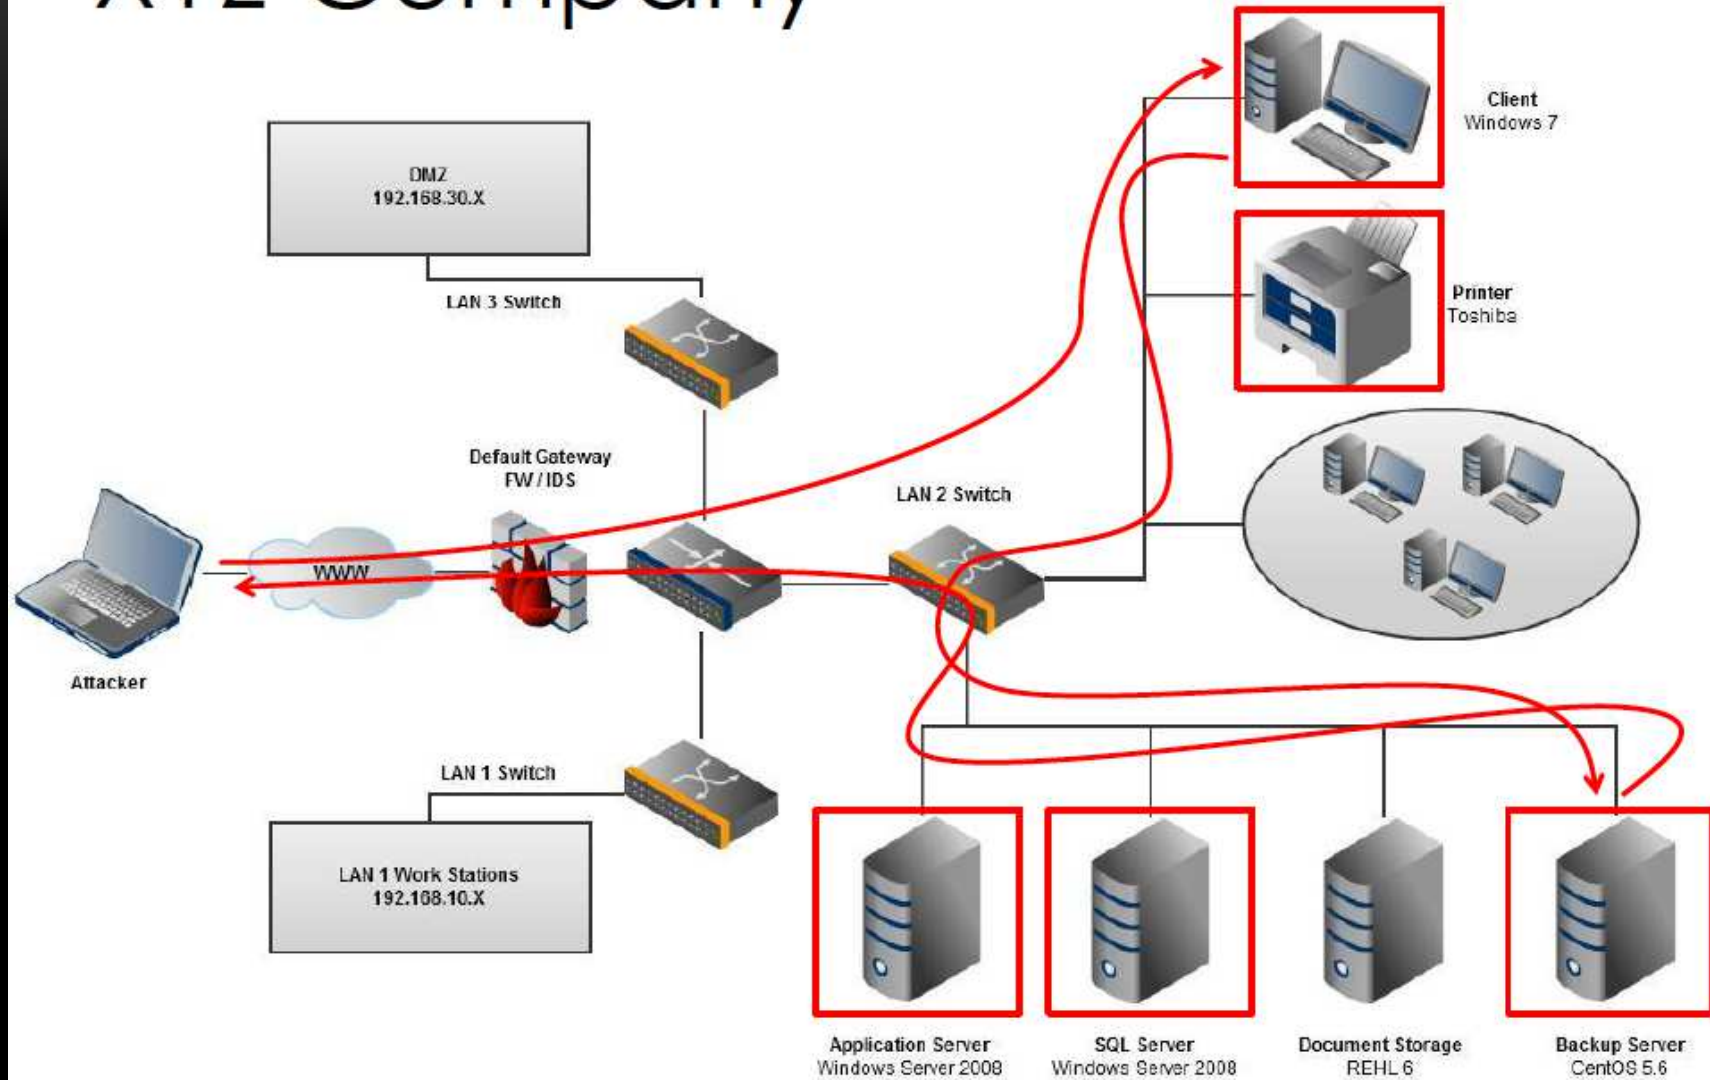 XYZ Company
Client
Windows 7
DMZ
192.168.30.X
LAN 3 Switch
Printer
Toshiba
Default Gateway
FW / IDS
LAN 2 Switch
WWW
Attacker
LAN 1 Switch
LAN 1 Work Stations
192.168.10.X
Application Server
Windows Server 2008
SQL Server
Windows Server 2008
Document Storage
REHL 6
Backup Server
CentOS 5.6